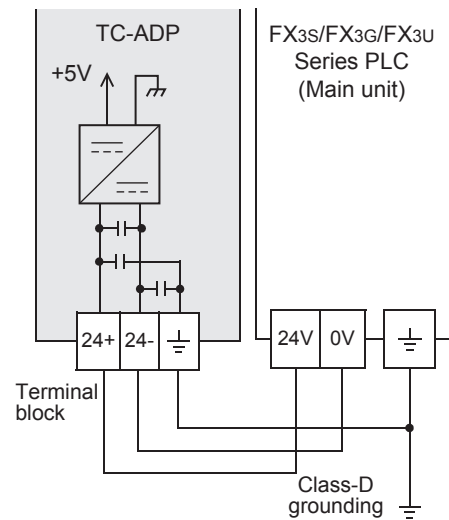 TC-ADP
+5V
FX3S/FX3G/FX3U
Series PLC
(Main unit)
24+
24-
24V
0V
Terminal
block
Class-D
grounding